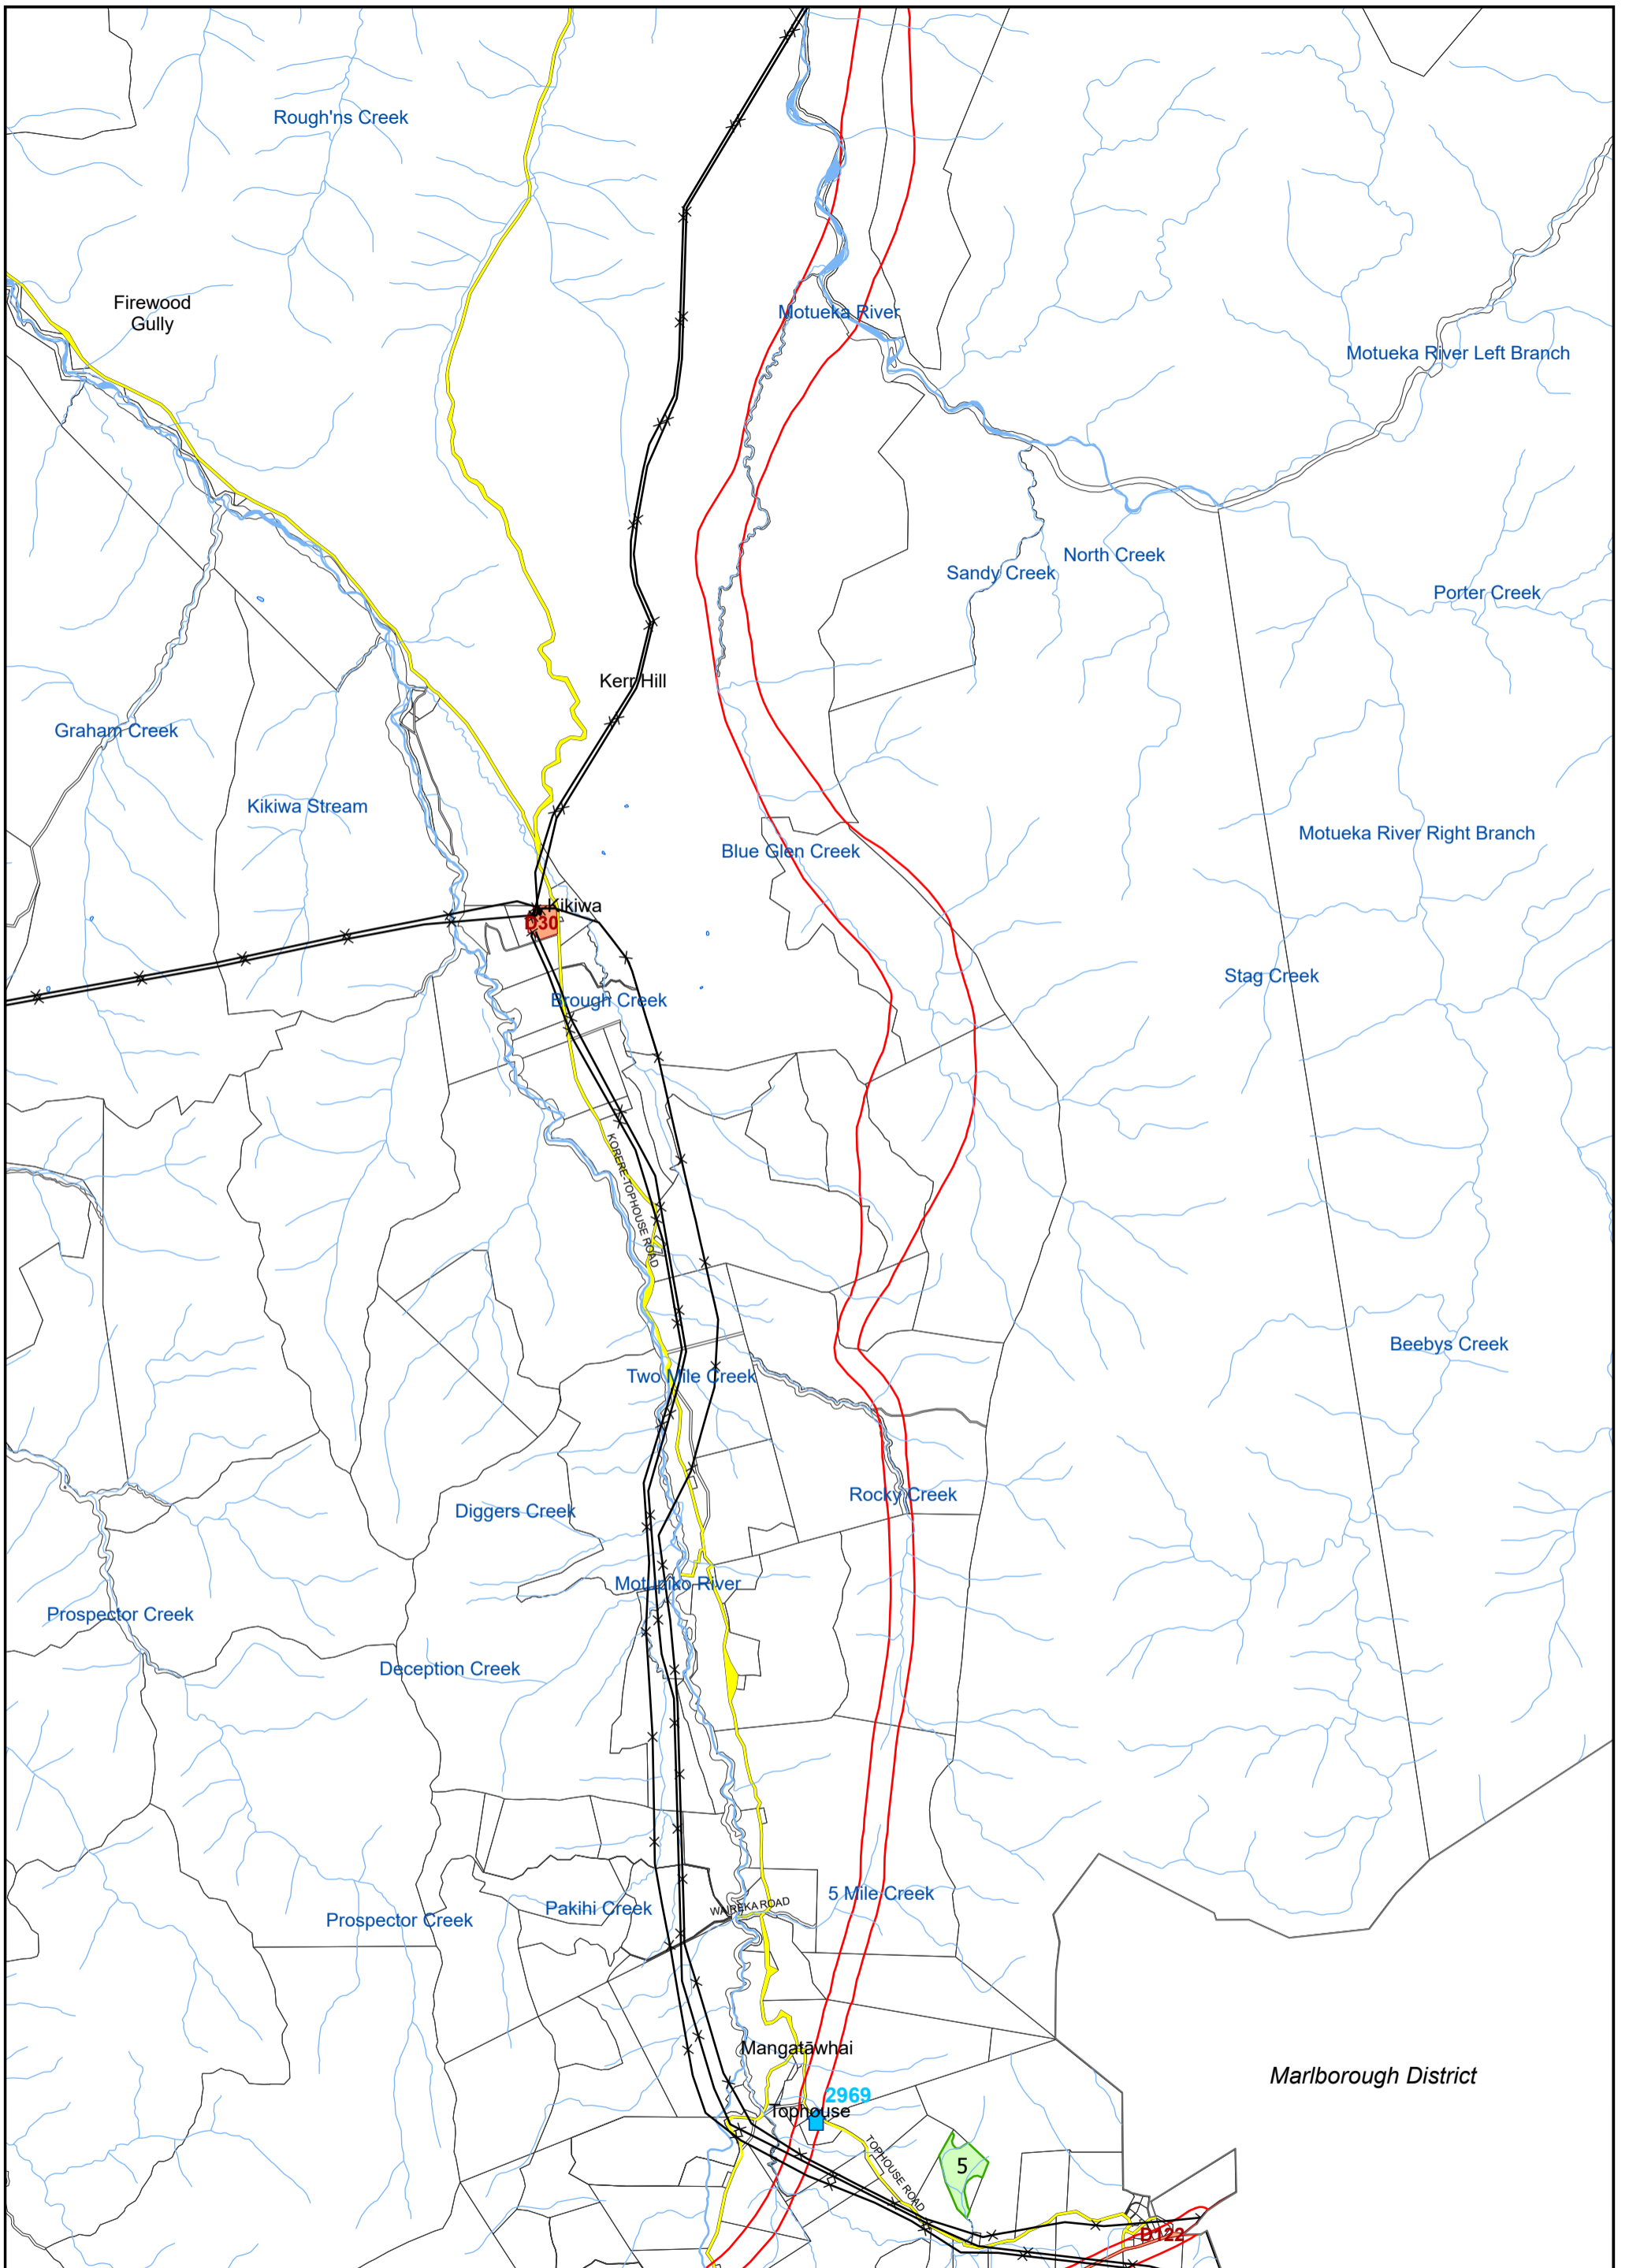 Rough'ns Creek
Firewood
Gully
Motueka River
Motueka River Left Branch
North Creek
Sandy Creek
Porter Creek
Kerr Hill
Graham Creek
Kikiwa Stream
Motueka River Right Branch
Blue Glen Creek
Kikiwa
D30
Stag Creek
Brough Creek
KORERE-TOPHOUSE ROAD
Beebys Creek
Two Mile Creek
Rocky Creek
Diggers Creek
Motupiko River
Prospector Creek
Deception Creek
5 Mile Creek
WAIREKA ROAD
Pakihi Creek
Prospector Creek
Mangatāwhai
Marlborough District
2969
Tophouse
TOPHOUSE ROAD
5
D122